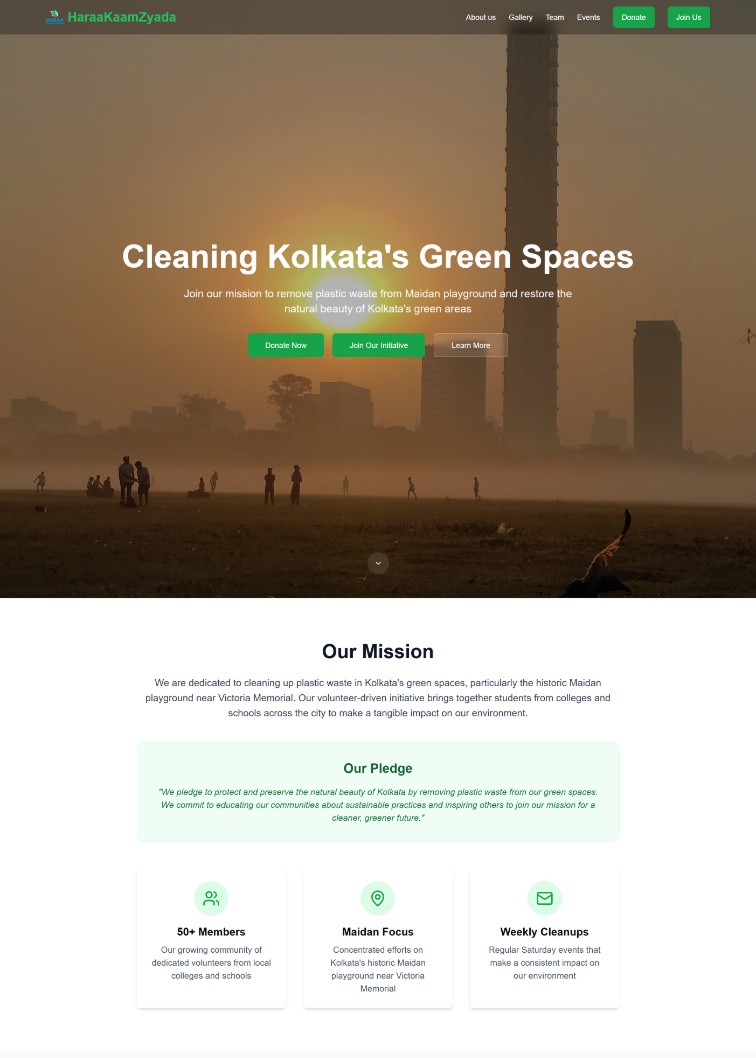 HaraaKaamZyada
About us
Gallery
Team
Events
Donate
Join Us
Cleaning Kolkata's Green Spaces
Join our mission to remove plastic waste from Maidan playground and restore the
natural beauty of Kolkata's green areas
Donate Now
Join Our Initiative
Learn More
Our Mission
We are dedicated to cleaning up plastic waste in Kolkata's green spaces, particularly the historic Maidan
playground near Victoria Memorial. Our volunteer-driven initiative brings together students from colleges and
schools across the city to make a tangible impact on our environment.
Our Pledge
"We pledge to protect and preserve the natural beauty of Kolkata by removing plastic waste from our green spaces.
We commit to educating our communities about sustainable practices and inspiring others to join our mission for a
cleaner, greener future."
50+ Members
Our growing community of
dedicated volunteers from local
colleges and schools
Maidan Focus
Concentrated efforts on
Kolkata's historic Maidan
playground near Victoria
Memorial
Weekly Cleanups
Regular Saturday events that
make a consistent impact on
our environment